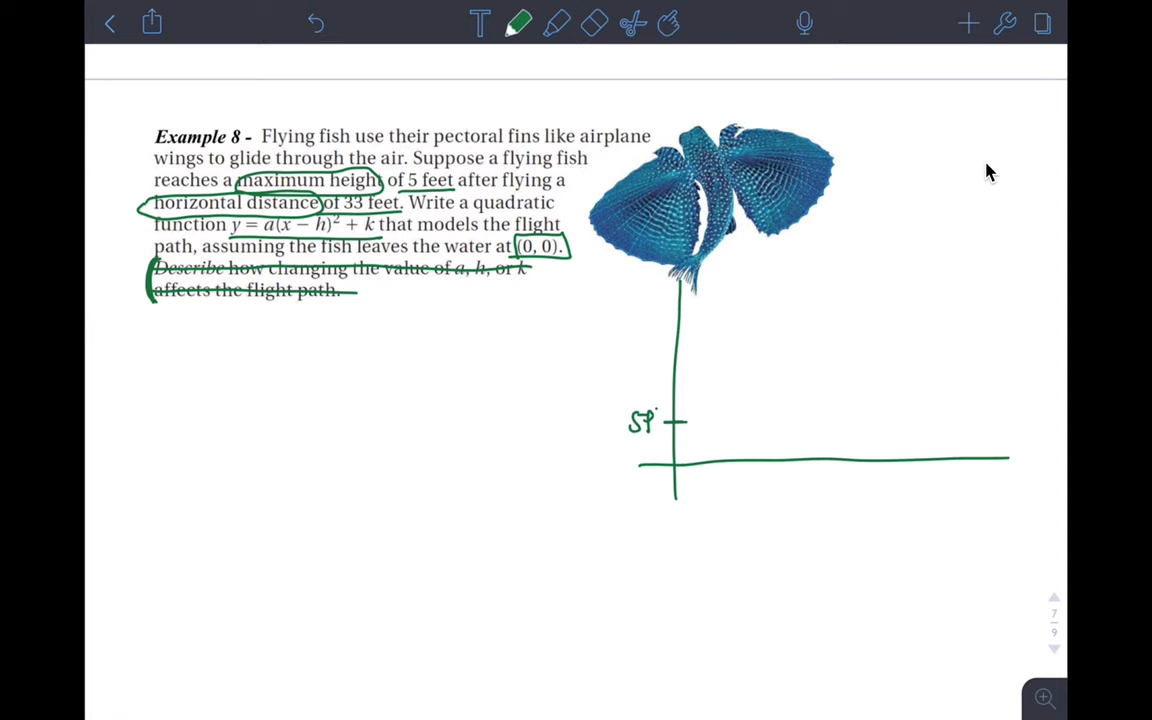 Example 8 - Flying fish use their pectoral fins like airplane
wings to glide through the air. Suppose a flying fish
reaches a maximum height of 5 feet after flying a
horizontal distance of 33 feet. Write a quadratic
function y = a(x − h)² + k that models the flight
path, assuming the fish leaves the water at (0, 0).
Describe how changing the value of a, h, or k
affects the flight path.
7
9